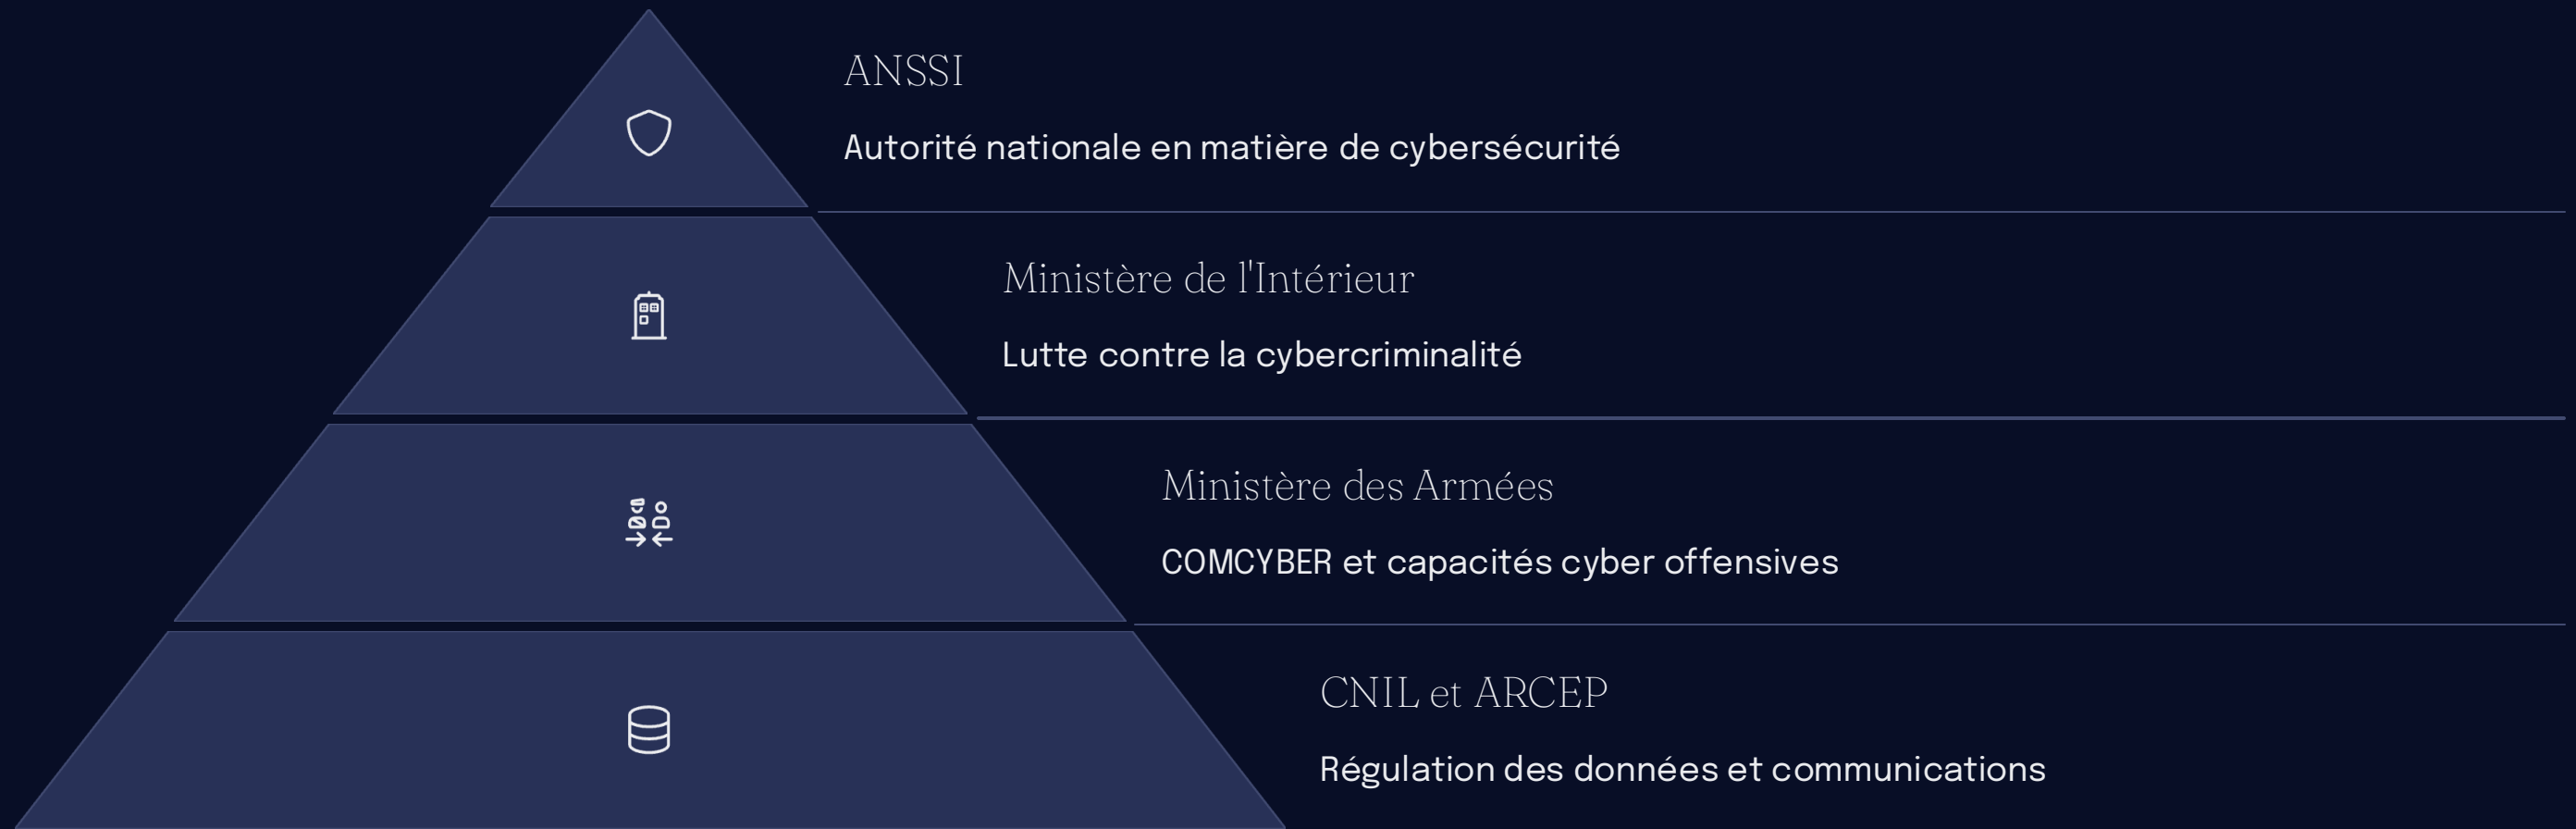 ANSSI
Autorité nationale en matière de cybersécurité
Ministère de l'Intérieur
Lutte contre la cybercriminalité
Ministère des Armées
COMCYBER et capacités cyber offensives
CNIL et ARCEP
Régulation des données et communications